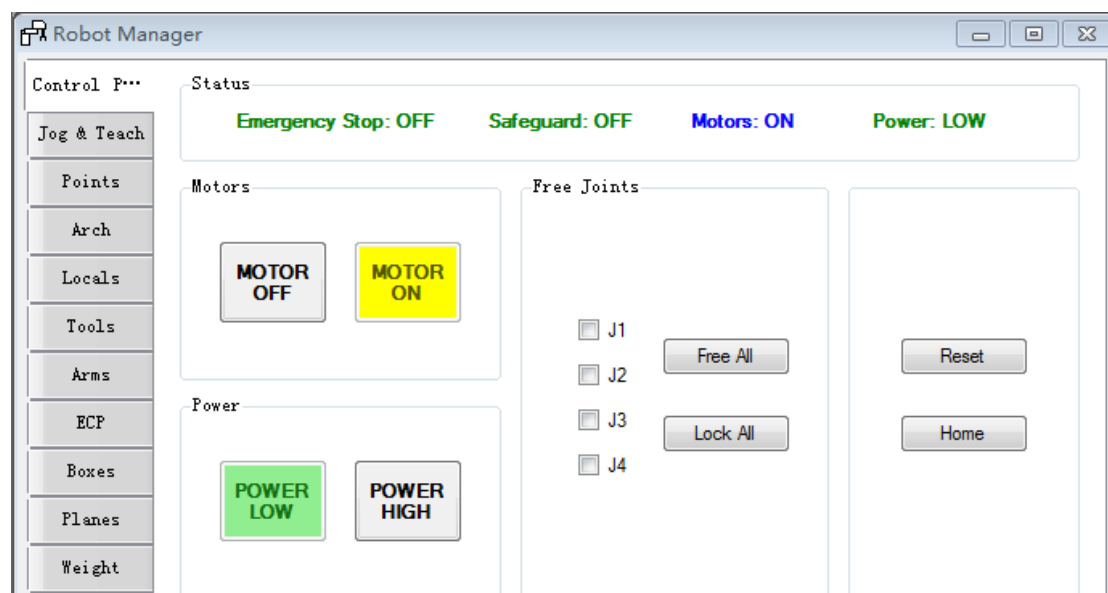 Robot Manager
Control P…
Jog & Teach
Points
Arch
Locals
Tools
Arms
ECP
Boxes
Planes
Weight
Status
Emergency Stop: OFF Safeguard: OFF Motors: ON Power: LOW
Motors
MOTOR
OFF
MOTOR
ON
Power
POWER
LOW
POWER
HIGH
Free Joints
J1
J2
J3
J4
Free All
Lock All
Reset
Home